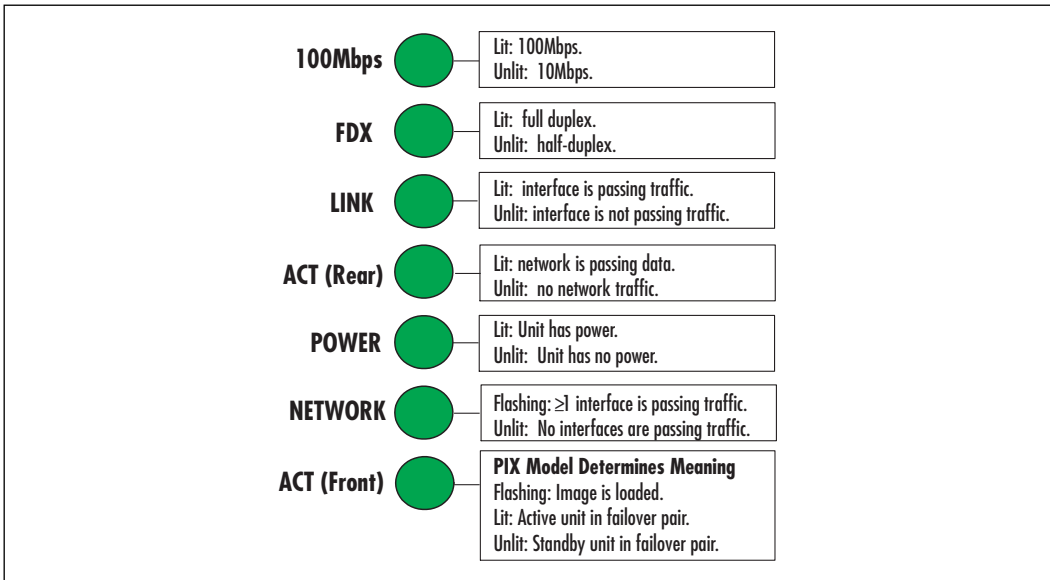 100Mbps
Lit: 100Mbps.
Unlit: 10Mbps.
FDX
Lit: full duplex.
Unlit: half-duplex.
LINK
Lit: interface is passing traffic.
Unlit: interface is not passing traffic.
ACT (Rear)
Lit: network is passing data.
Unlit: no network traffic.
POWER
Lit: Unit has power.
Unlit: Unit has no power.
NETWORK
Flashing: ≥1 interface is passing traffic.
Unlit: No interfaces are passing traffic.
ACT (Front)
PIX Model Determines Meaning
Flashing: Image is loaded.
Lit: Active unit in failover pair.
Unlit: Standby unit in failover pair.